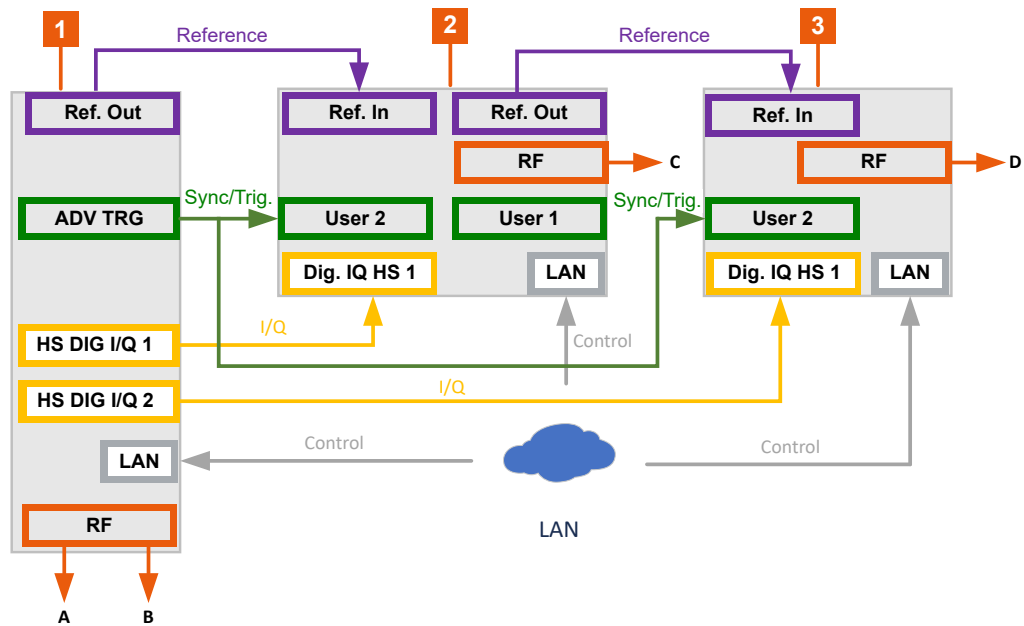 1
2
3
Reference
Reference
Ref. Out
Ref. In
Ref. Out
Ref. In
RF
C
RF
D
ADV TRG
Sync/Trig.
User 2
User 1
Sync/Trig.
User 2
Dig. IQ HS 1
LAN
Dig. IQ HS 1
LAN
HS DIG I/Q 1
I/Q
Control
HS DIG I/Q 2
I/Q
LAN
Control
Control
RF
LAN
A
B